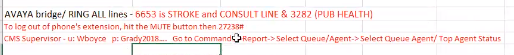 AVAYA bridge/ RING ALL lines - 6653 is STROKE and CONSULT LINE & 3282 (PUB HEALTH)
To log out of phone's extension, hit the MUTE button then 27238#
CMS Supervisor - u: Wboyce p: Grady2018.... Go to Command Report-> Select Queue/Agent-> Select Queue/ Top Agent Status